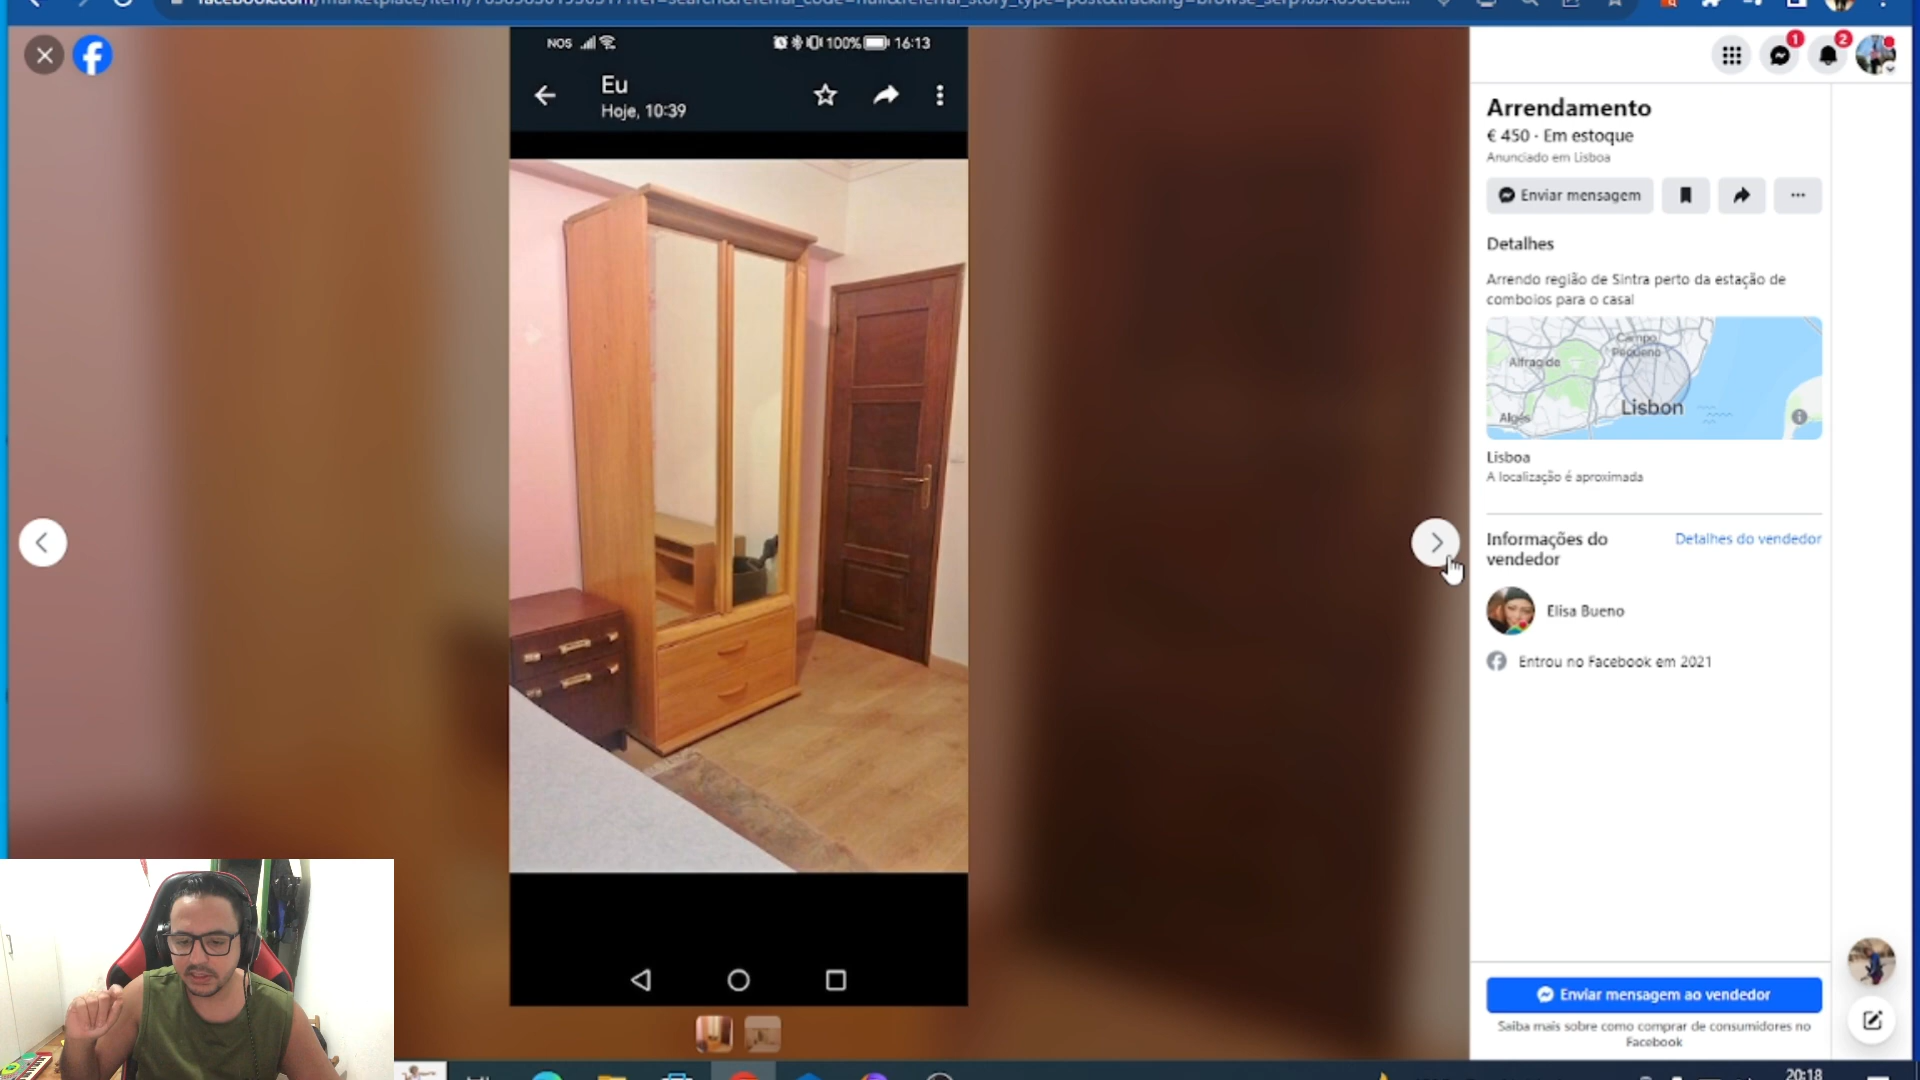 NOS
100%
16:13
Eu
Hoje, 10:39
1
2
Arrendamento
€ 450 · Em estoque
Anunciado em Lisboa
Enviar mensagem
Detalhes
Arrendo região de Sintra perto da estação de
comboios para o casal
Campo
Pequeno
Alfragide
Lisbon
Algés
Lisboa
A localização é aproximada
Informações do
vendedor
Detalhes do vendedor
Elisa Bueno
Entrou no Facebook em 2021
Enviar mensagem ao vendedor
Saiba mais sobre como comprar de consumidores no
Facebook
20:18